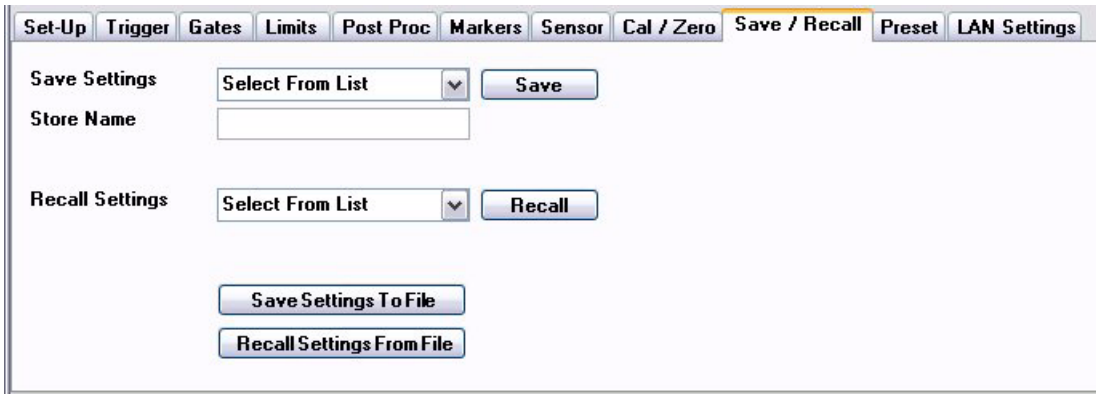 Set-Up Trigger Gates Limits Post Proc Markers Sensor Cal / Zero Save / Recall Preset LAN Settings
Save Settings Select From List Save
Store Name
Recall Settings Select From List Recall
Save Settings To File
Recall Settings From File